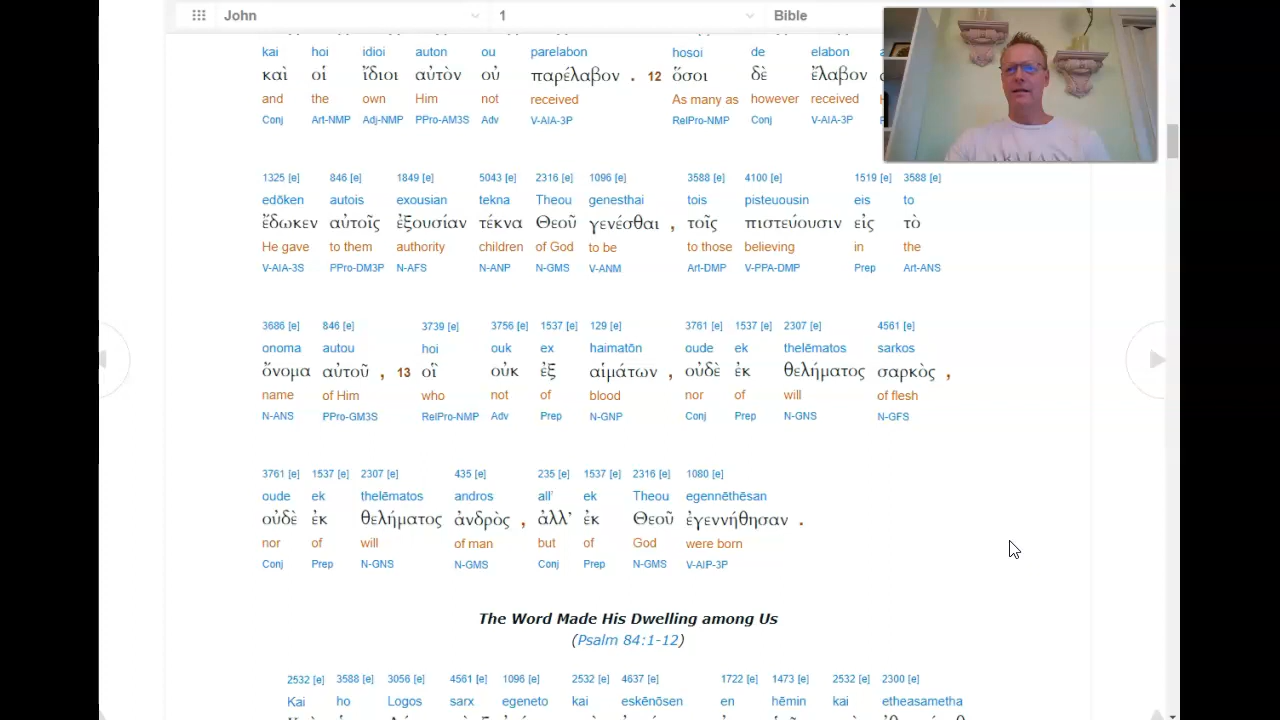 John 1 Bible
kai hoi idioi auton ou parelabon hosoi de elabon
καὶ οἱ ἴδιοι αὐτὸν οὐ παρέλαβον . 12 ὅσοι δὲ ἔλαβον
and the own Him not received As many as however received
Conj Art-NMP Adj-NMP PPro-AM3S Adv V-AIA-3P RelPro-NMP Conj V-AIA-3P
1325 [e] 846 [e] 1849 [e] 5043 [e] 2316 [e] 1096 [e] 3588 [e] 4100 [e] 1519 [e] 3588 [e]
edōken autois exousian tekna Theou genesthai tois pisteuousin eis to
ἔδωκεν αὐτοῖς ἐξουσίαν τέκνα Θεοῦ γενέσθαι , τοῖς πιστεύουσιν εἰς τὸ
He gave to them authority children of God to be to those believing in the
V-AIA-3S PPro-DM3P N-AFS N-ANP N-GMS V-ANM Art-DMP V-PPA-DMP Prep Art-ANS
3686 [e] 846 [e] 3739 [e] 3756 [e] 1537 [e] 129 [e] 3761 [e] 1537 [e] 2307 [e] 4561 [e]
onoma autou hoi ouk ex haimatōn oude ek thelēmatos sarkos
ὄνομα αὐτοῦ , 13 οἳ οὐκ ἐξ αἱμάτων , οὐδὲ ἐκ θελήματος σαρκὸς ,
name of Him who not of blood nor of will of flesh
N-ANS PPro-GM3S RelPro-NMP Adv Prep N-GNP Conj Prep N-GNS N-GFS
3761 [e] 1537 [e] 2307 [e] 435 [e] 235 [e] 1537 [e] 2316 [e] 1080 [e]
oude ek thelēmatos andros all’ ek Theou egennēthēsan
οὐδὲ ἐκ θελήματος ἀνδρὸς , ἀλλ’ ἐκ Θεοῦ ἐγεννήθησαν .
nor of will of man but of God were born
Conj Prep N-GNS N-GMS Conj Prep N-GMS V-AIP-3P
The Word Made His Dwelling among Us
(Psalm 84:1-12)
2532 [e] 3588 [e] 3056 [e] 4561 [e] 1096 [e] 2532 [e] 4637 [e] 1722 [e] 1473 [e] 2532 [e] 2300 [e]
Kai ho Logos sarx egeneto kai eskēnōsen en hēmin kai etheasametha